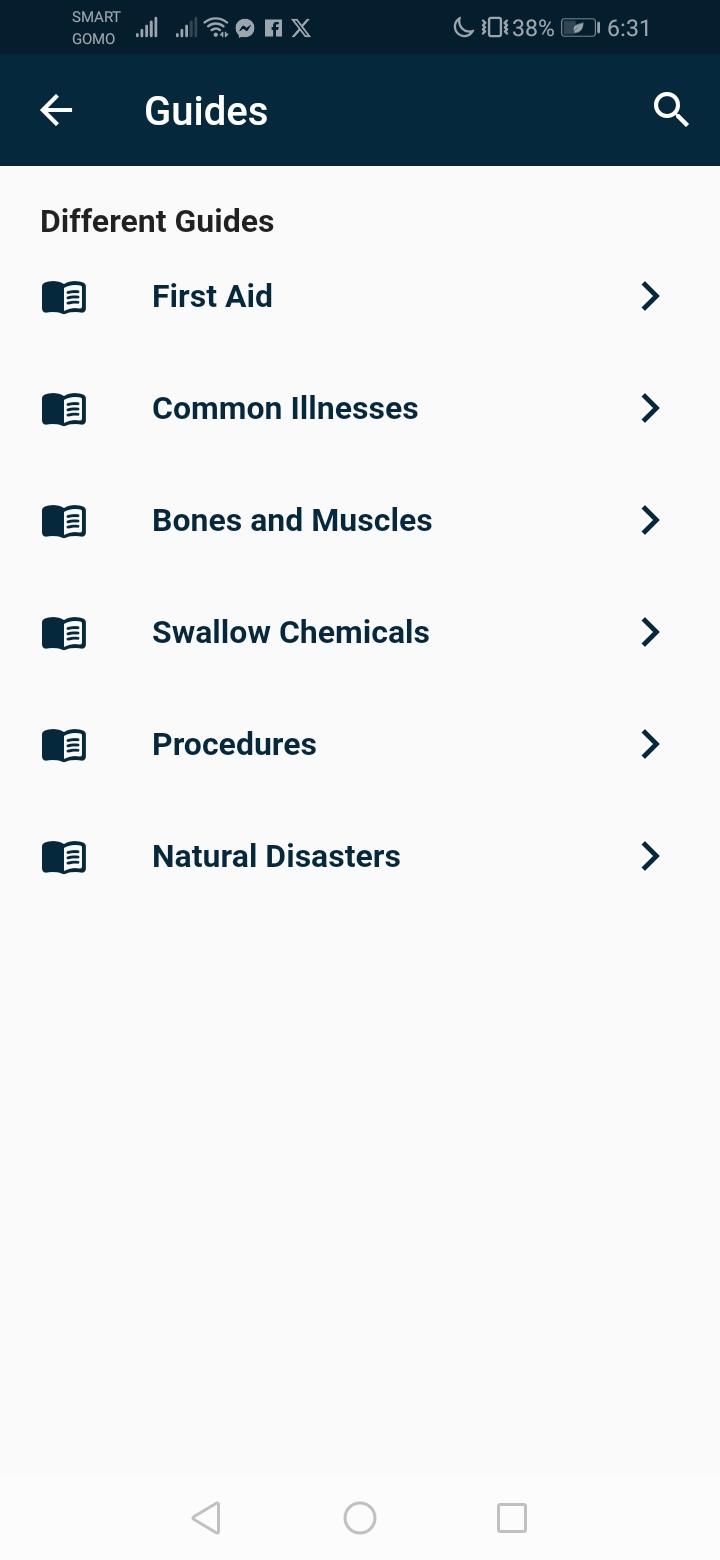 SMART
GOMO
38% 6:31
Guides
Different Guides
First Aid
Common Illnesses
Bones and Muscles
Swallow Chemicals
Procedures
Natural Disasters